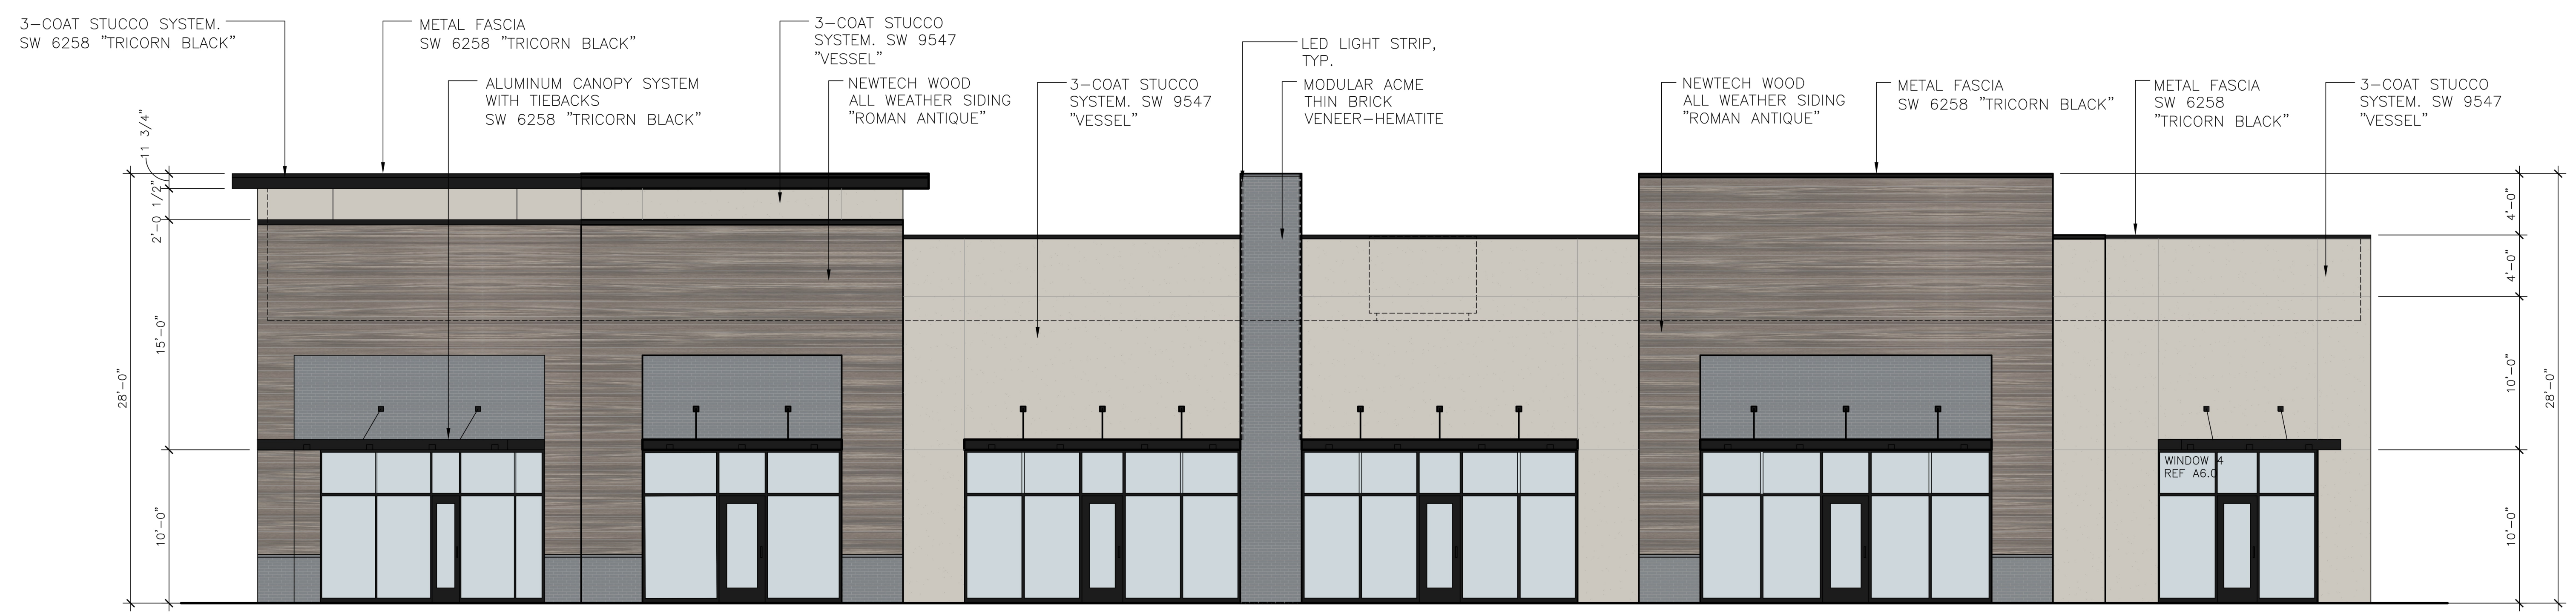 3-COAT STUCCO SYSTEM.
SW 6258 "TRICORN BLACK"
METAL FASCIA
SW 6258 "TRICORN BLACK"
ALUMINUM CANOPY SYSTEM
WITH TIEBACKS
SW 6258 "TRICORN BLACK"
3-COAT STUCCO
SYSTEM. SW 9547
"VESSEL"
NEWTECH WOOD
ALL WEATHER SIDING
"ROMAN ANTIQUE"
3-COAT STUCCO
SYSTEM. SW 9547
"VESSEL"
LED LIGHT STRIP,
TYP.
MODULAR ACME
THIN BRICK
VENEER-HEMATITE
NEWTECH WOOD
ALL WEATHER SIDING
"ROMAN ANTIQUE"
METAL FASCIA
SW 6258 "TRICORN BLACK"
METAL FASCIA
SW 6258
"TRICORN BLACK"
3-COAT STUCCO
SYSTEM. SW 9547
"VESSEL"
11 3/4"
2'-0 1/2"
15'-0"
10'-0"
28'-0"
WINDOW 4
REF A6.0
4'-0"
4'-0"
10'-0"
10'-0"
28'-0"